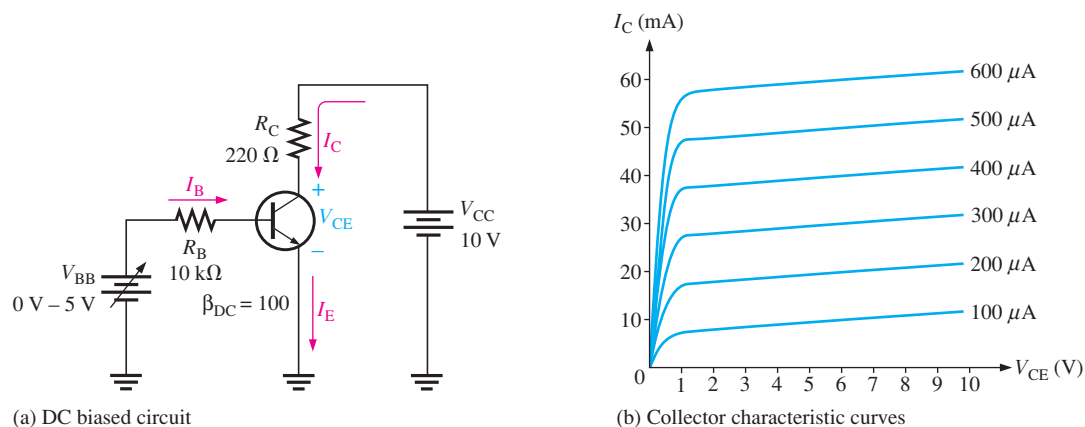 R_C
220 Ω
I_C
I_B
+
V_CE
−
R_B
10 kΩ
V_BB
0 V – 5 V
β_DC = 100
I_E
V_CC
10 V
(a) DC biased circuit
I_C (mA)
60
50
40
30
20
10
0
1 2 3 4 5 6 7 8 9 10
V_CE (V)
600 μA
500 μA
400 μA
300 μA
200 μA
100 μA
(b) Collector characteristic curves